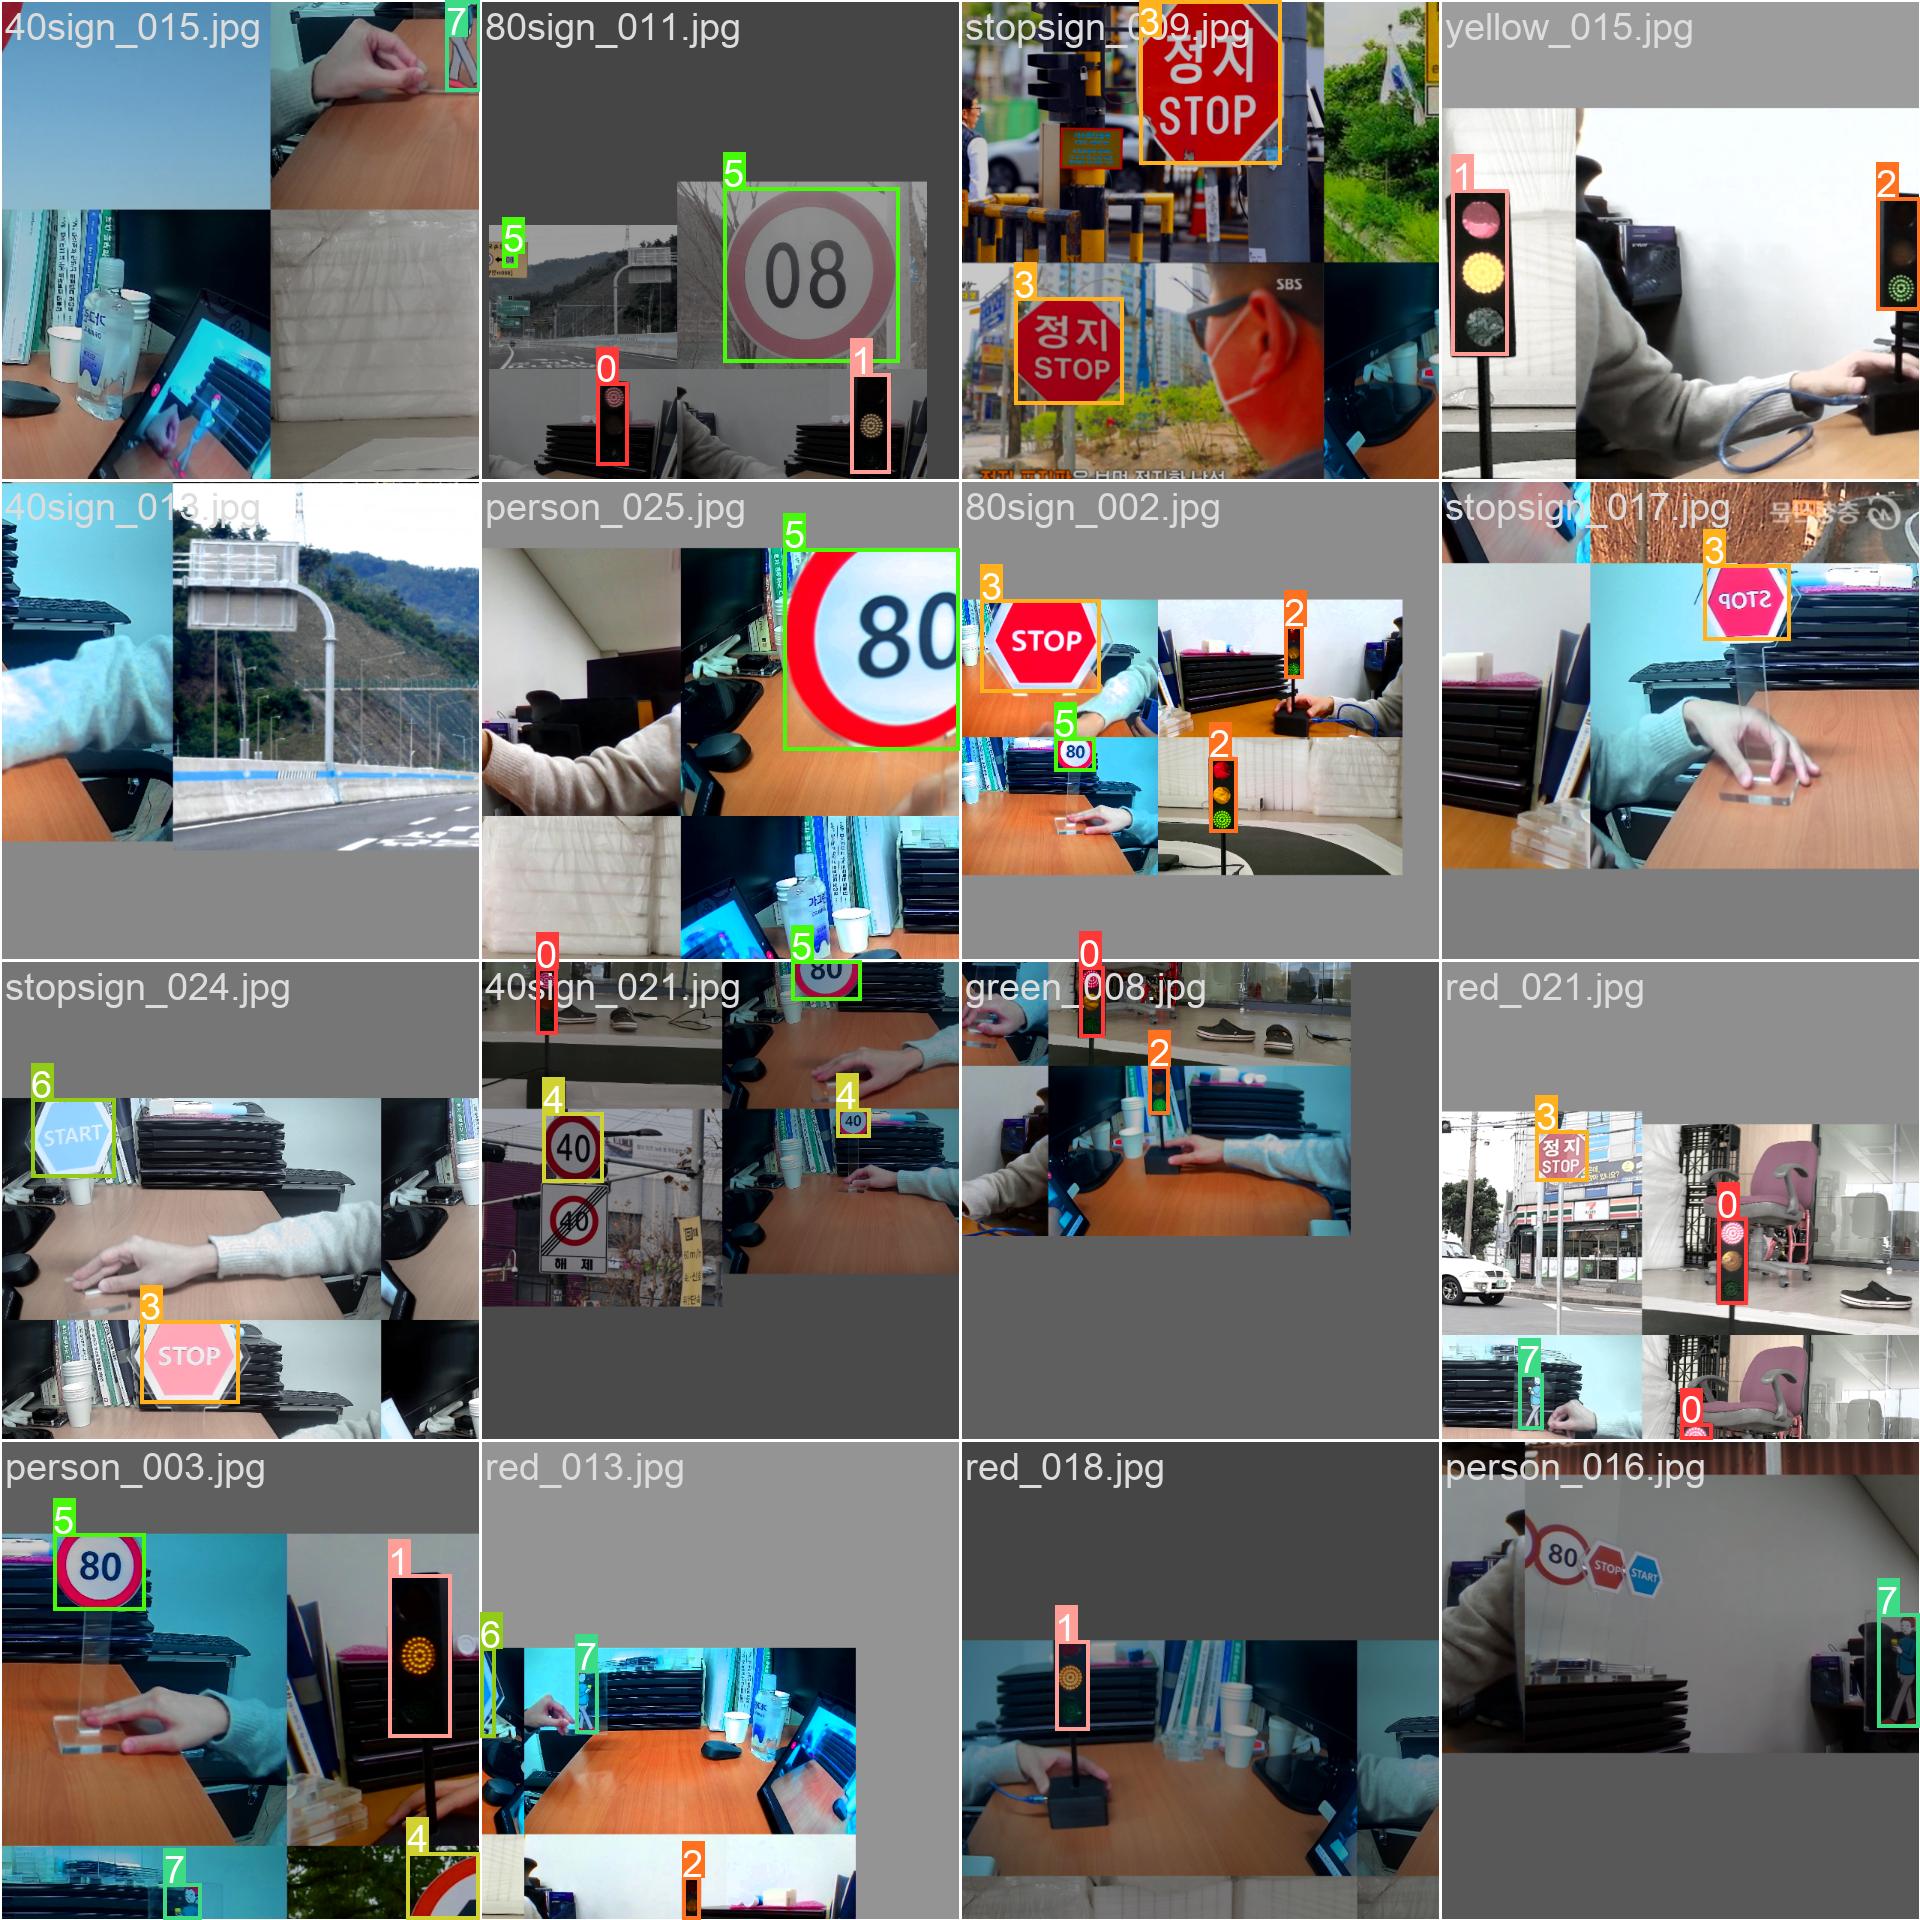 40sign_015.jpg
7
80sign_011.jpg
5
5
08
0
1
stopsign_009.jpg
3
정지
STOP
3
SBS
정지
STOP
yellow_015.jpg
1
2
40sign_013.jpg
person_025.jpg
5
80
80sign_002.jpg
3
STOP
2
5
80
2
stopsign_017.jpg
3
STOP
stopsign_024.jpg
6
START
3
STOP
40sign_021.jpg
0
5
80
4
40
4
40
40
해제
green_008.jpg
0
2
red_021.jpg
3
정지
STOP
7
0
7
0
person_003.jpg
5
80
1
7
4
red_013.jpg
6
7
2
red_018.jpg
1
person_016.jpg
80
STOP
START
7